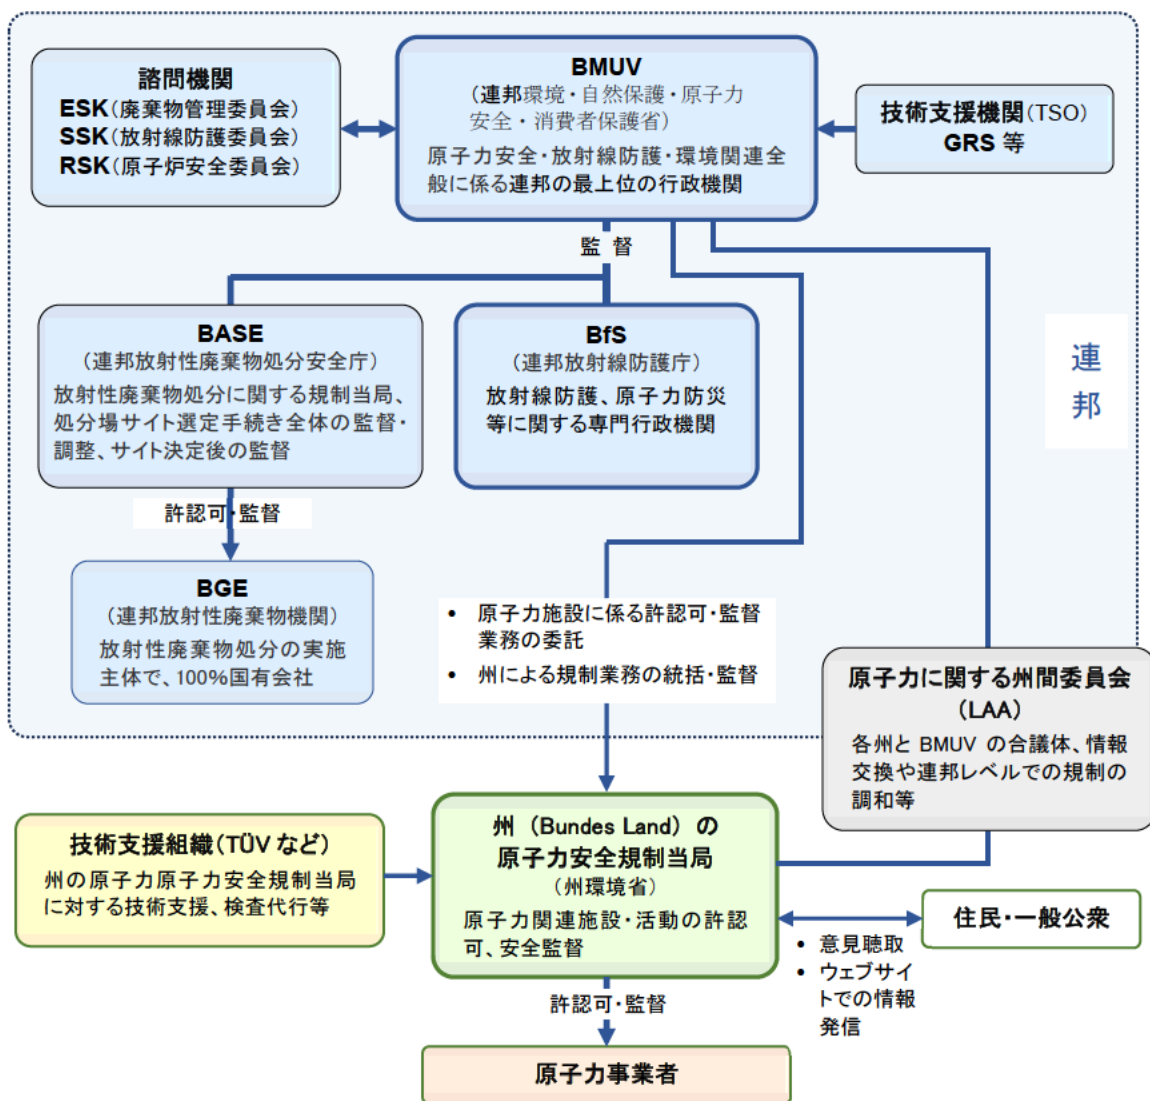 諮問機関
ESK(廃棄物管理委員会)
SSK(放射線防護委員会)
RSK(原子炉安全委員会)
BMUV
(連邦環境・自然保護・原子力
安全・消費者保護省)
原子力安全・放射線防護・環境関連全
般に係る連邦の最上位の行政機関
技術支援機関(TSO)
GRS 等
監 督
BASE
(連邦放射性廃棄物処分安全庁)
放射性廃棄物処分に関する規制当局、
処分場サイト選定手続き全体の監督・
調整、サイト決定後の監督
BfS
(連邦放射線防護庁)
放射線防護、原子力防災
等に関する専門行政機関
連
邦
許認可・監督
BGE
(連邦放射性廃棄物機関)
放射性廃棄物処分の実施
主体で、100%国有会社
• 原子力施設に係る許認可・監督
業務の委託
• 州による規制業務の統括・監督
原子力に関する州間委員会
(LAA)
各州と BMUV の合議体、情報
交換や連邦レベルでの規制の
調和等
技術支援組織(TÜV など)
州の原子力原子力安全規制当局
に対する技術支援、検査代行等
州 (Bundes Land) の
原子力安全規制当局
(州環境省)
原子力関連施設・活動の許認
可、安全監督
住民・一般公衆
• 意見聴取
• ウェブサイ
トでの情報
発信
許認可・監督
原子力事業者